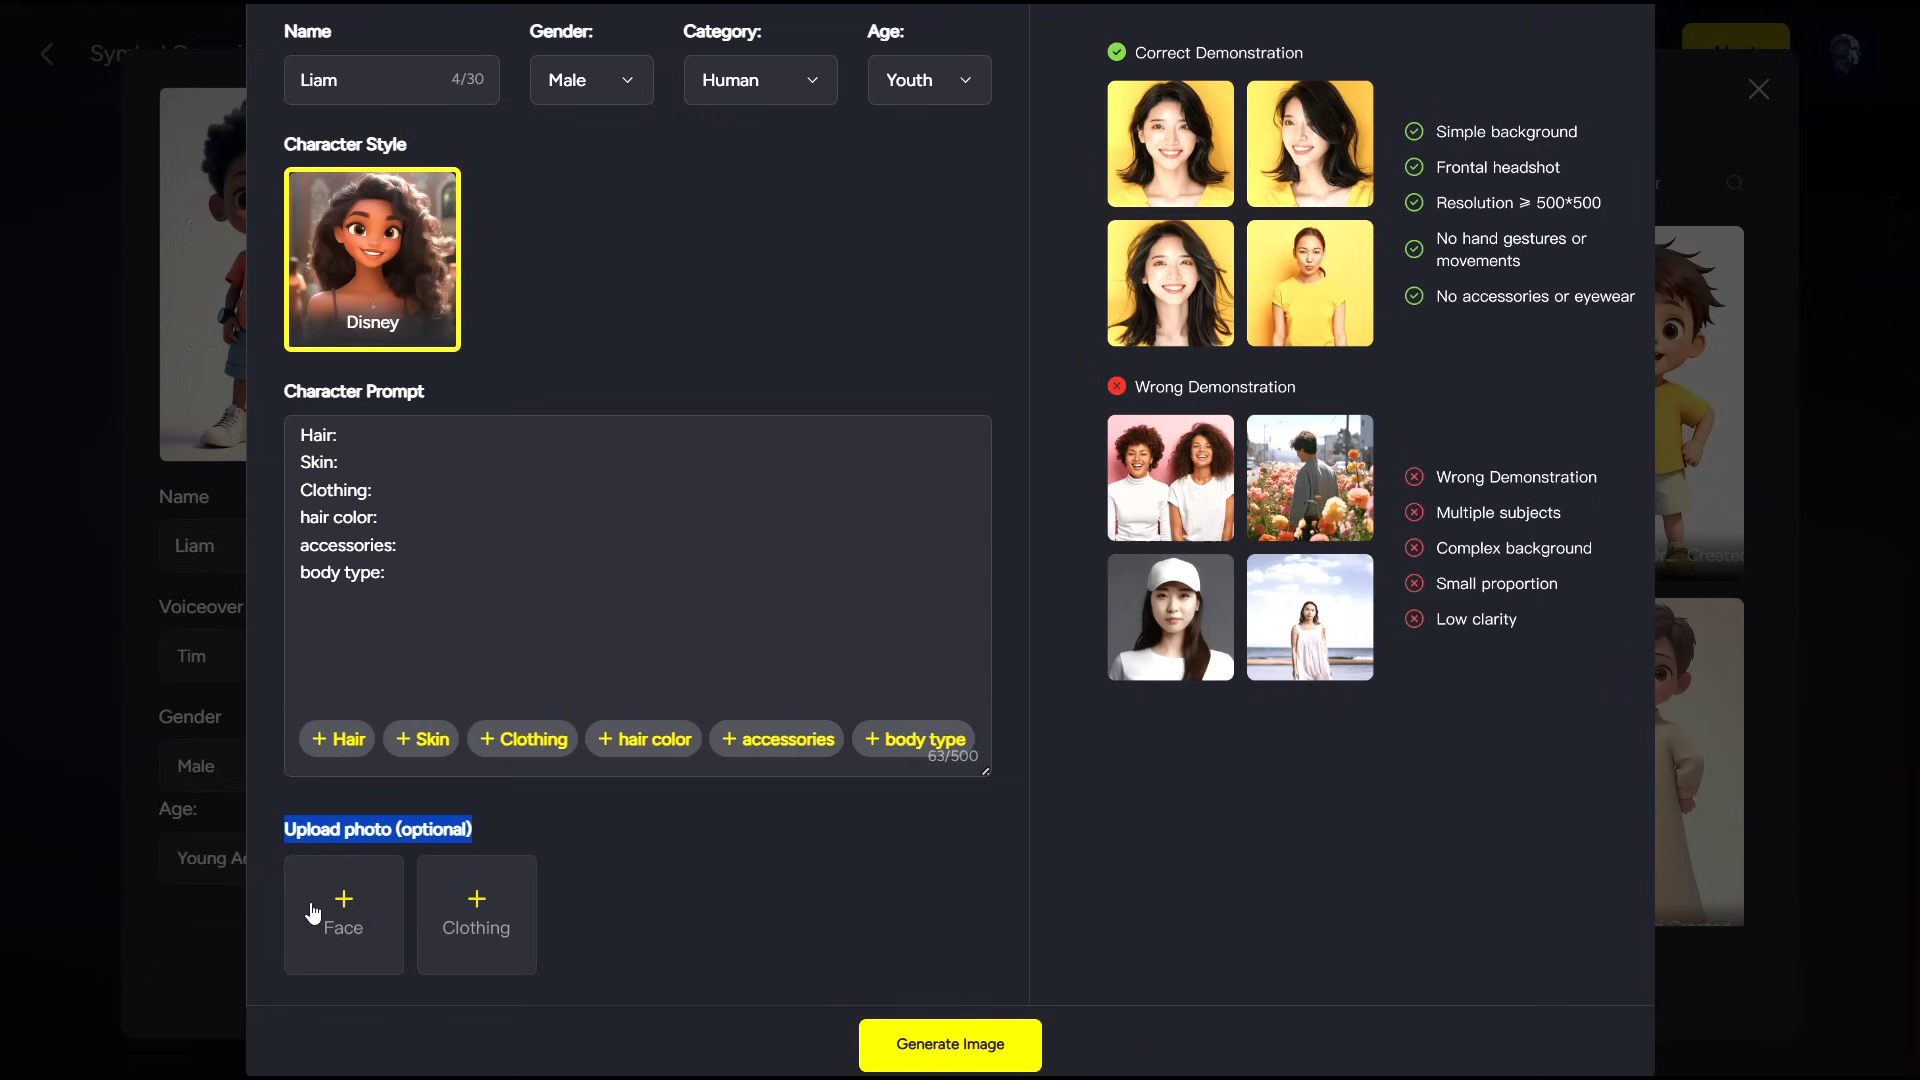 Name
Gender:
Category:
Age:
Liam
4/30
Male
Human
Youth
Character Style
Disney
Character Prompt
Hair:
Skin:
Clothing:
hair color:
accessories:
body type:
+ Hair
+ Skin
+ Clothing
+ hair color
+ accessories
+ body type
63/500
Upload photo (optional)
+
Face
+
Clothing
Generate Image
Correct Demonstration
Simple background
Frontal headshot
Resolution ⩾ 500*500
No hand gestures or
movements
No accessories or eyewear
Wrong Demonstration
Wrong Demonstration
Multiple subjects
Complex background
Small proportion
Low clarity
Name
Liam
Voiceover
Tim
Gender
Male
Age:
Young